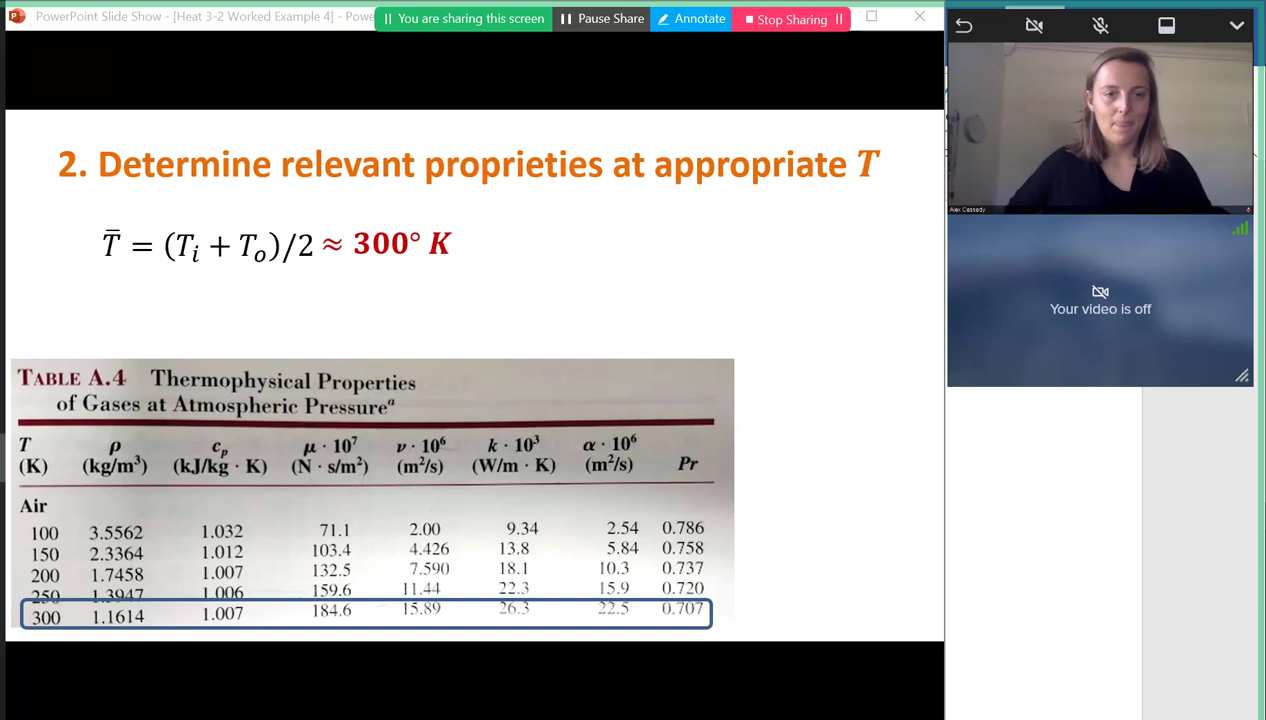 PowerPoint Slide Show - [Heat 3-2 Worked Example 4] - Powe
You are sharing this screen
Pause Share
Annotate
Stop Sharing
2. Determine relevant proprieties at appropriate T
T̄ = (Tᵢ + Tₒ)/2 ≈ 300° K
TABLE A.4 Thermophysical Properties
of Gases at Atmospheric Pressureᵃ
T ρ cₚ μ · 10⁷ ν · 10⁶ k · 10³ α · 10⁶
(K) (kg/m³) (kJ/kg · K) (N · s/m²) (m²/s) (W/m · K) (m²/s) Pr
Air
100 3.5562 1.032 71.1 2.00 9.34 2.54 0.786
150 2.3364 1.012 103.4 4.426 13.8 5.84 0.758
200 1.7458 1.007 132.5 7.590 18.1 10.3 0.737
250 1.3947 1.006 159.6 11.44 22.3 15.9 0.720
300 1.1614 1.007 184.6 15.89 26.3 22.5 0.707
Alex Cassady
Your video is off